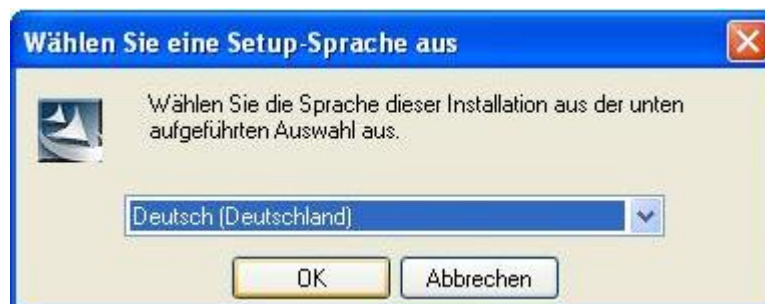 Wählen Sie eine Setup-Sprache aus
Wählen Sie die Sprache dieser Installation aus der unten
aufgeführten Auswahl aus.
Deutsch (Deutschland)
OK
Abbrechen